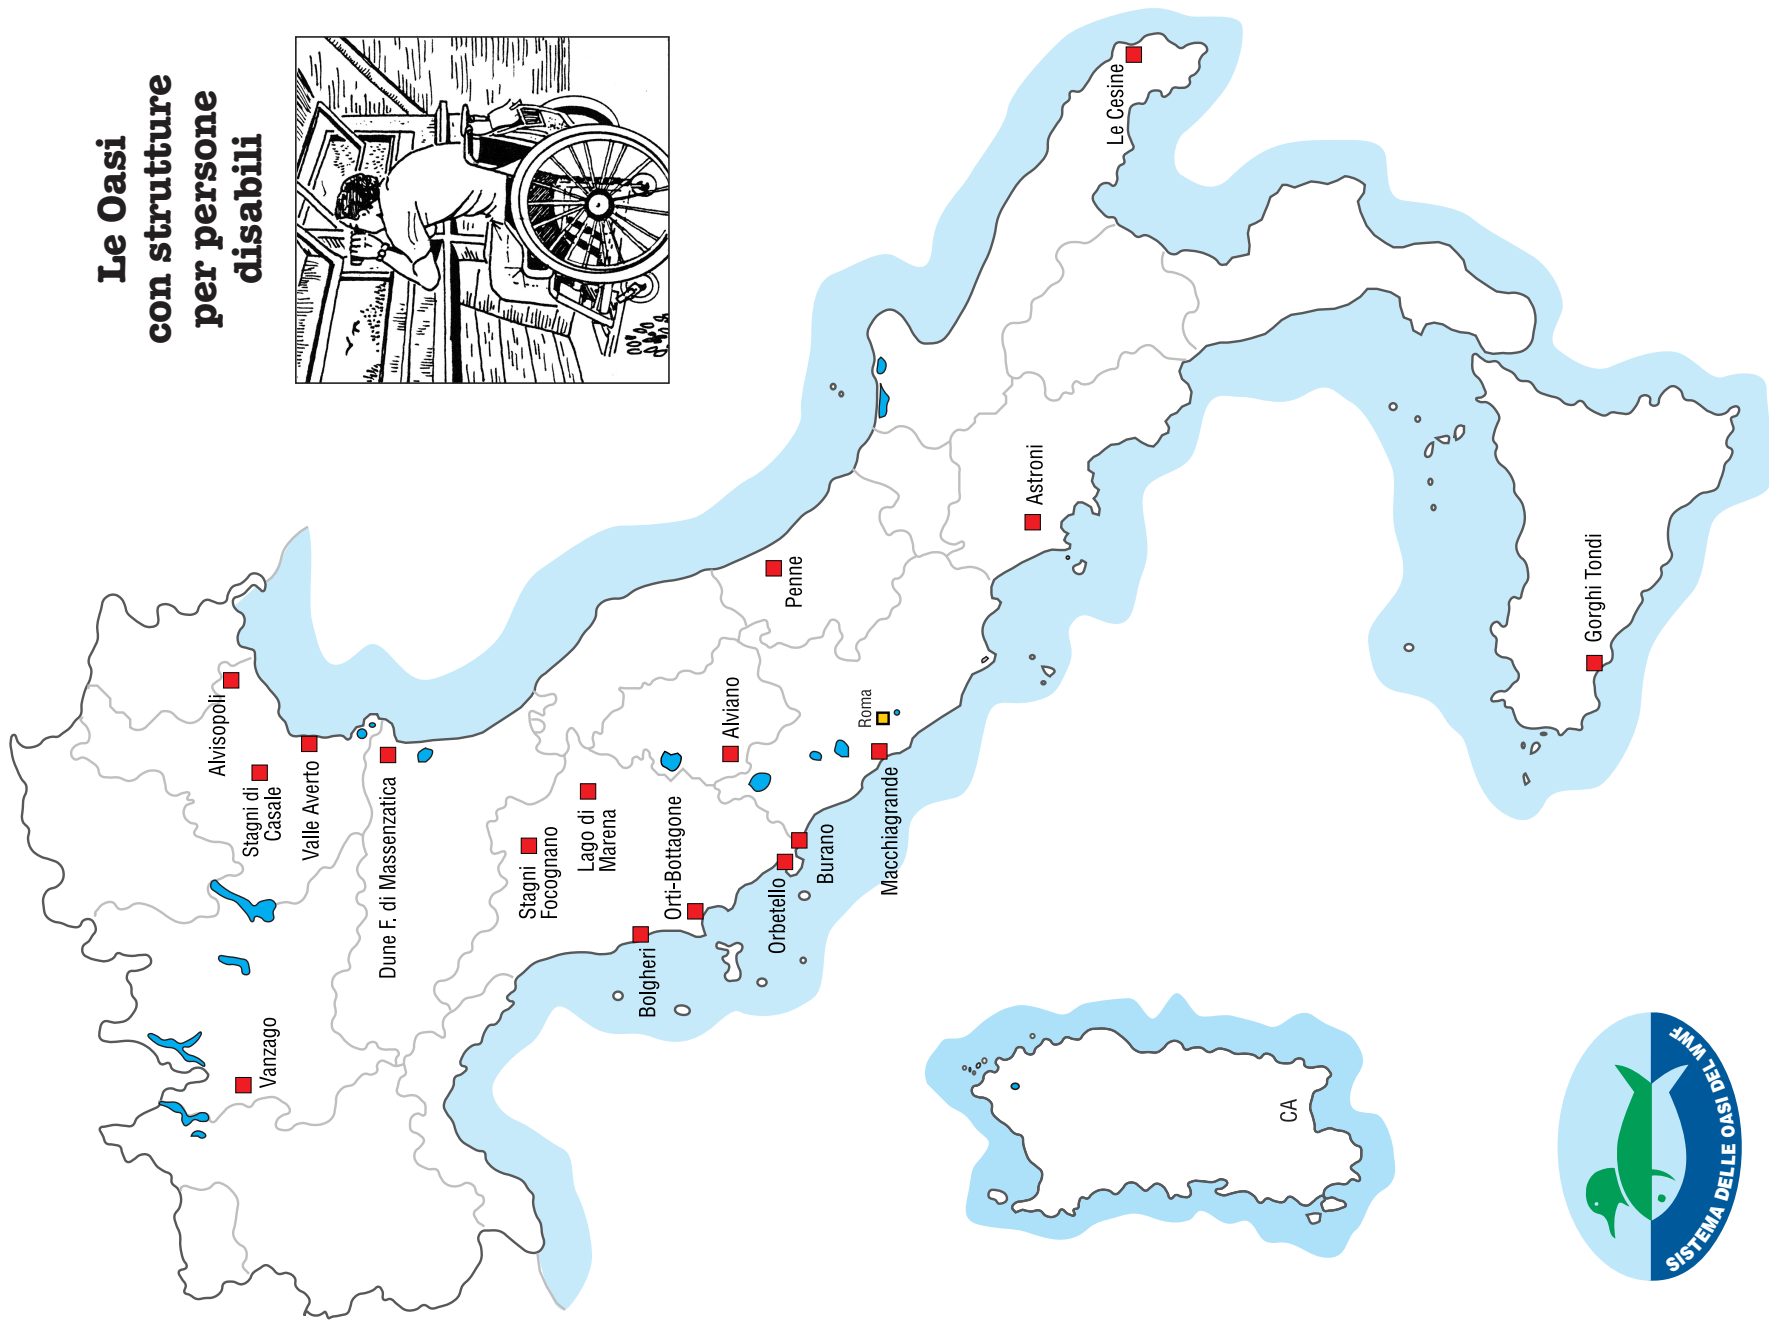 Le Oasi
con strutture
per persone
disabili
Alvisopoli
Stagni di
Casale
Valle Averto
Vanzago
Dune F. di Massenzatica
Stagni
Focognano
Lago di
Marena
Bolgheri
Orti-Bottagone
Alviano
Penne
Orbetello
Burano
Roma
Macchiagrande
Astroni
Le Cesine
Gorghi Tondi
CA
SISTEMA DELLE OASI DEL WWF